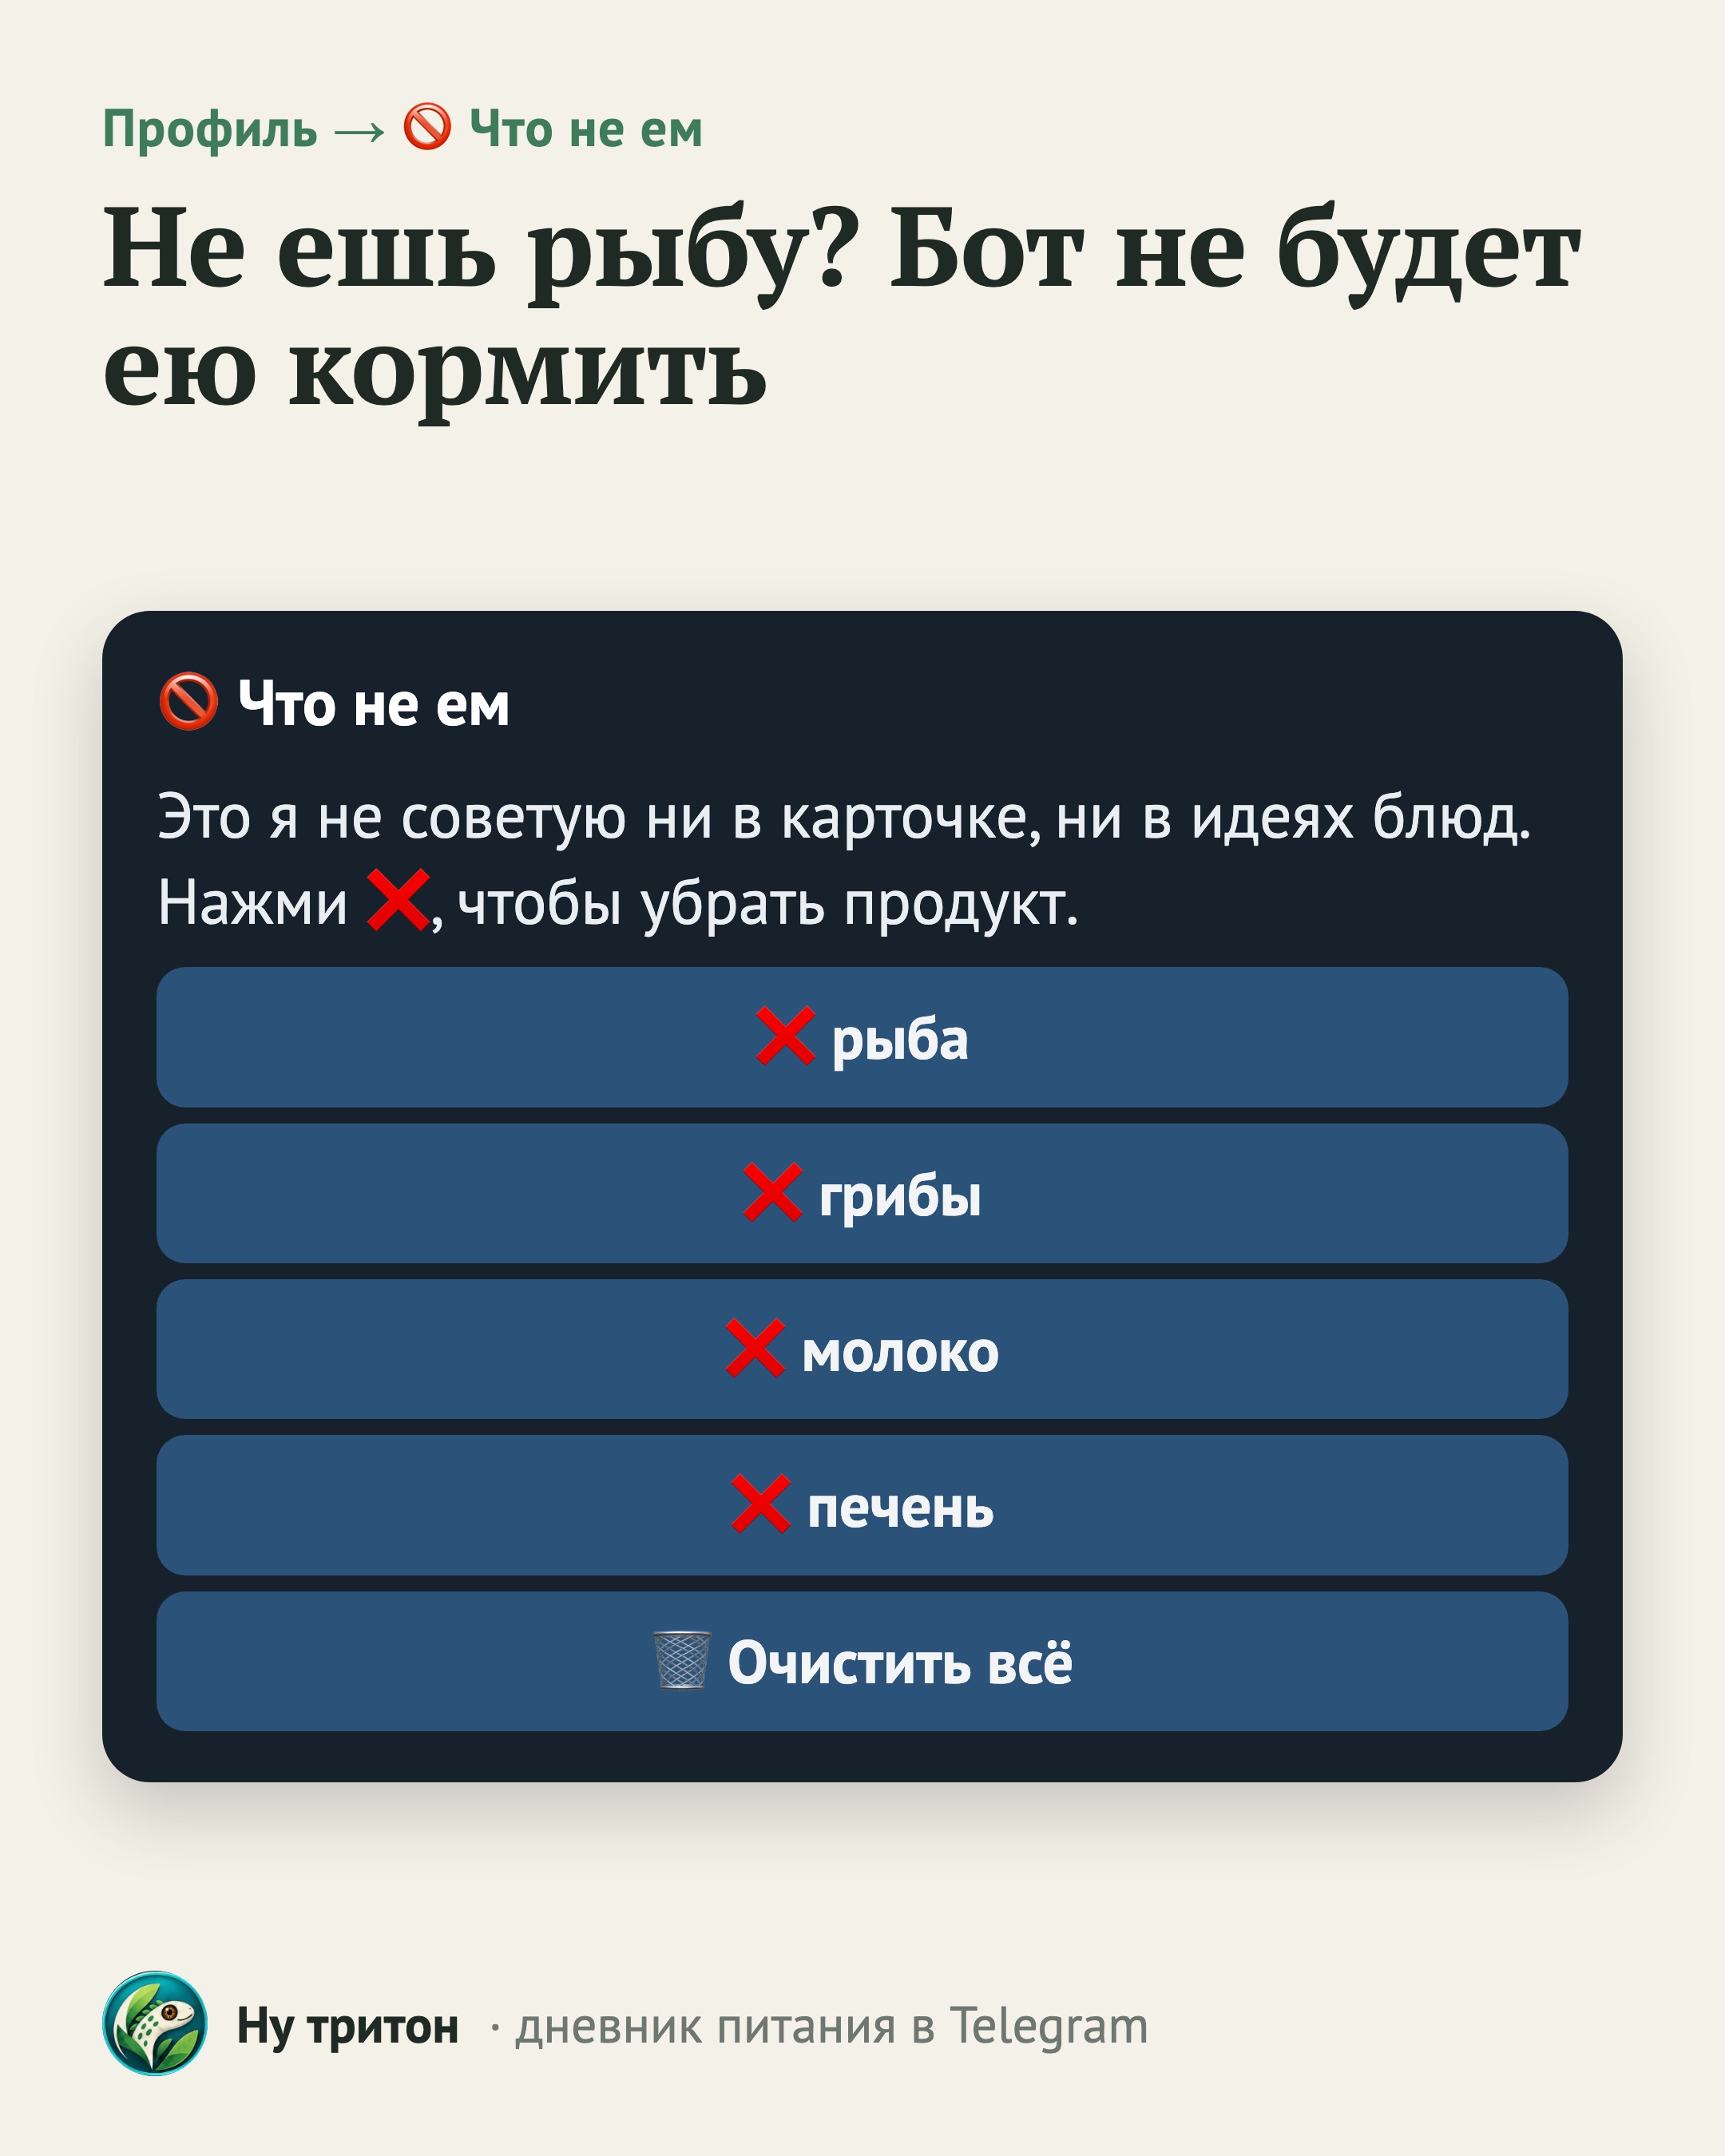 Профиль → 🚫 Что не ем
Не ешь рыбу? Бот не будет
ею кормить
🚫 Что не ем
Это я не советую ни в карточке, ни в идеях блюд.
Нажми ❌, чтобы убрать продукт.
❌ рыба
❌ грибы
❌ молоко
❌ печень
🗑️ Очистить всё
Ну тритон · дневник питания в Telegram